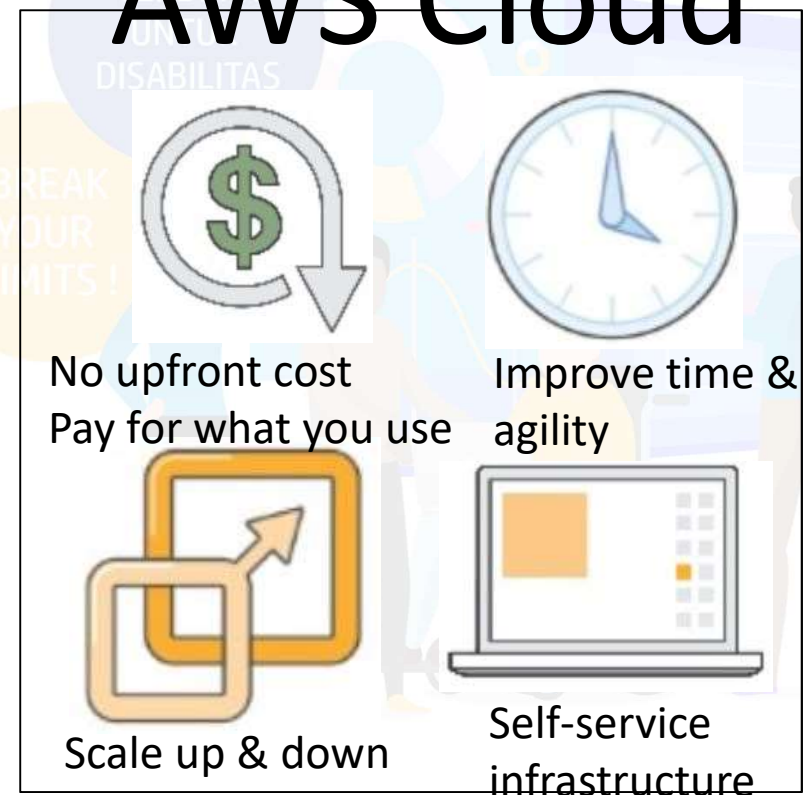 AWS Cloud
UNTUK
DISABILITAS
BREAK
YOUR
LIMITS !
$
No upfront cost
Pay for what you use
Improve time &
agility
Scale up & down
Self-service
infrastructure